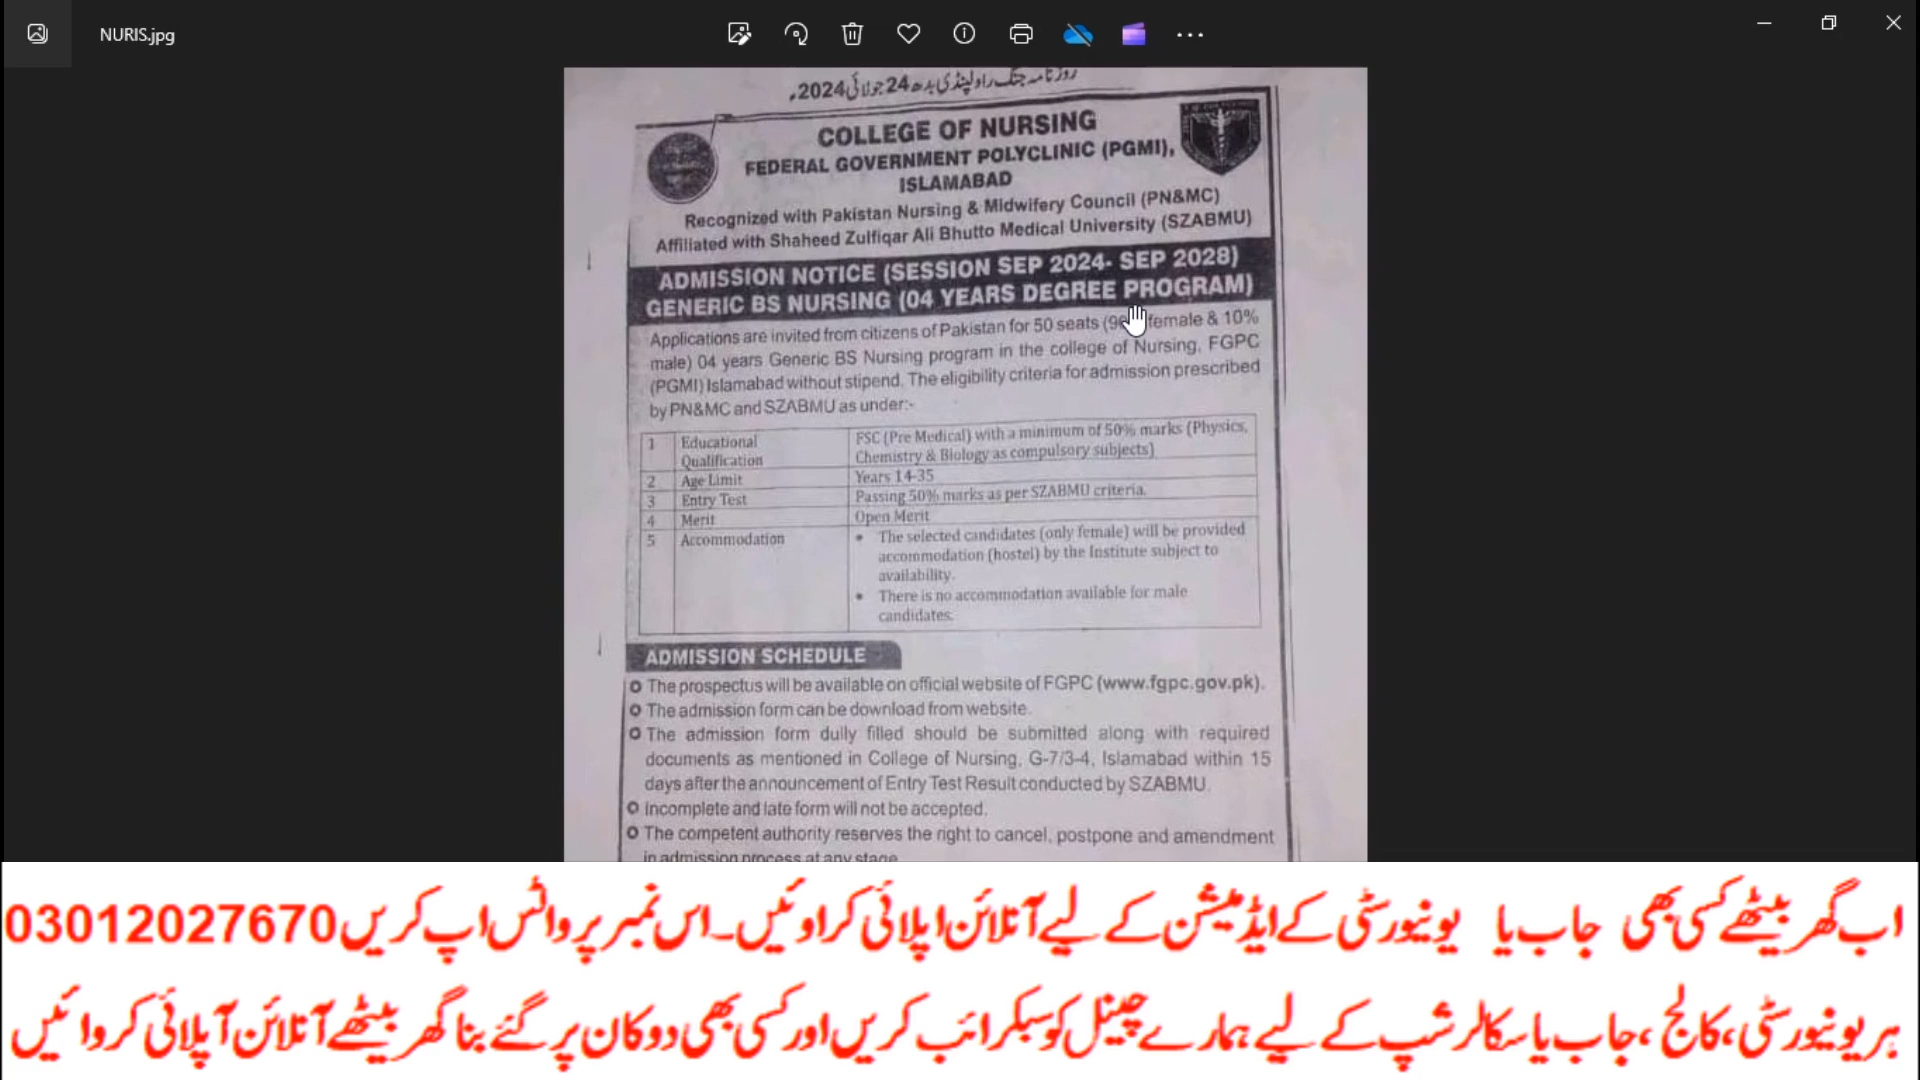 NURIS.jpg
روزنامہ جنگ راولپنڈی بدھ 24 جولائی 2024ء
COLLEGE OF NURSING
FEDERAL GOVERNMENT POLYCLINIC (PGMI),
ISLAMABAD
Recognized with Pakistan Nursing & Midwifery Council (PN&MC)
Affiliated with Shaheed Zulfiqar Ali Bhutto Medical University (SZABMU)
ADMISSION NOTICE (SESSION SEP 2024- SEP 2028)
GENERIC BS NURSING (04 YEARS DEGREE PROGRAM)
Applications are invited from citizens of Pakistan for 50 seats female & 10%
male) 04 years Generic BS Nursing program in the college of Nursing, FGPC
(PGMI) Islamabad without stipend. The eligibility criteria for admission prescribed
by PN&MC and SZABMU as under:-
1 Educational Qualification FSC (Pre Medical) with a minimum of 50% marks (Physics, Chemistry & Biology as compulsory subjects)
2 Age Limit Years 14-35
3 Entry Test Passing 50% marks as per SZABMU criteria.
4 Merit Open Merit
5 Accommodation • The selected candidates (only female) will be provided
accommodation (hostel) by the Institute subject to
availability.
• There is no accommodation available for male
candidates.
ADMISSION SCHEDULE
The prospectus will be available on official website of FGPC (www.fgpc.gov.pk).
The admission form can be download from website.
The admission form dully filled should be submitted along with required
documents as mentioned in College of Nursing, G-7/3-4, Islamabad within 15
days after the announcement of Entry Test Result conducted by SZABMU.
Incomplete and late form will not be accepted.
The competent authority reserves the right to cancel, postpone and amendment
in admission process at any stage
اب گھر بیٹھے کسی بھی جاب یا یونیورسٹی کے ایڈمیشن کے لیے آنلائن اپلائی کراوئیں۔ اس نمبر پر واٹس اپ کریں 03012027670
ہر یونیورسٹی، کالج ، جاب یا سکالرشپ کے لیے ہمارے چینل کو سبکرائب کریں اور کسی بھی دوکان پر گئے بنا گھر بیٹھے آنلائن آپلائی کروائیں